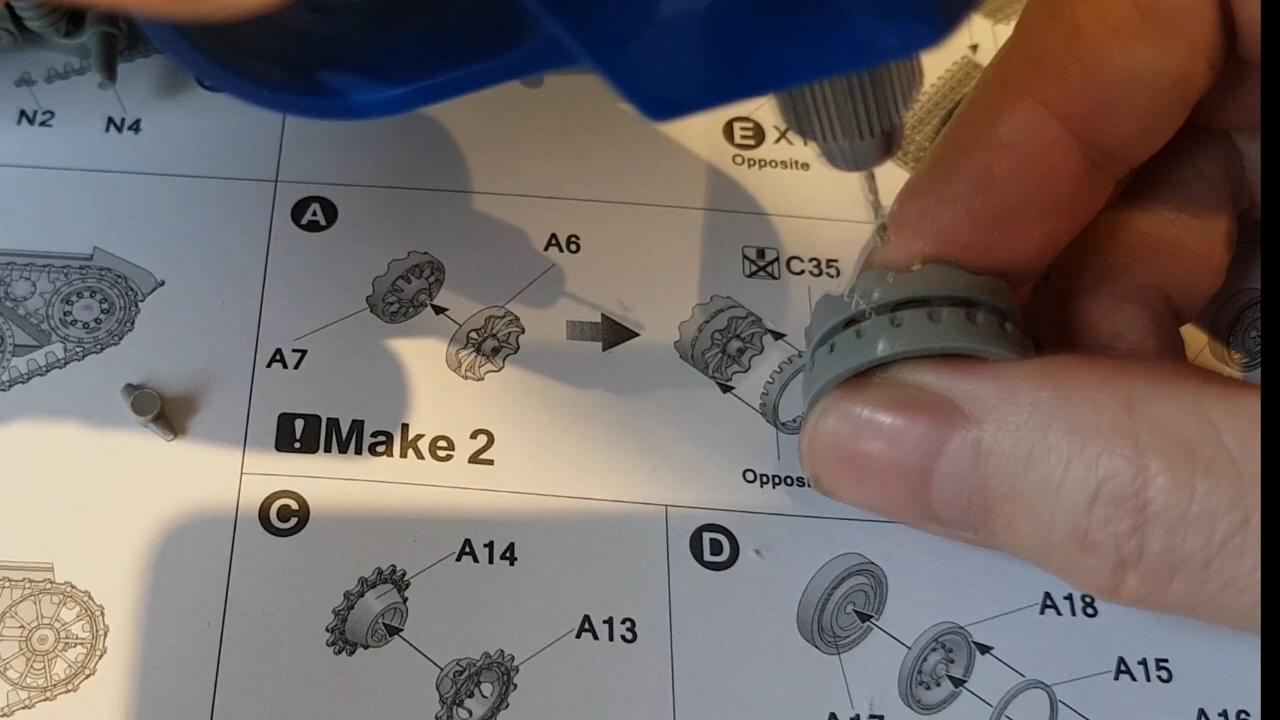 N2
N4
E X
Opposite
A
A6
C35
A7
! Make 2
C
A14
A13
D
A18
A15